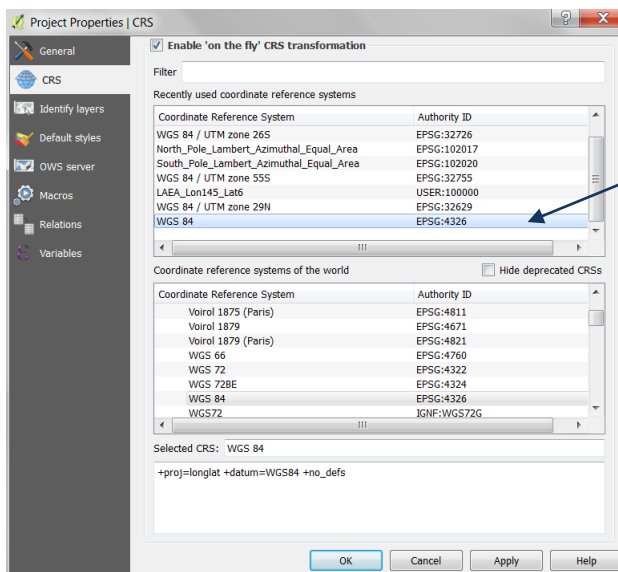 Project Properties | CRS
General
CRS
Identify layers
Default styles
OWS server
Macros
Relations
Variables
Enable 'on the fly' CRS transformation
Filter
Recently used coordinate reference systems
Coordinate Reference System Authority ID
WGS 84 / UTM zone 26S EPSG:32726
North_Pole_Lambert_Azimuthal_Equal_Area EPSG:102017
South_Pole_Lambert_Azimuthal_Equal_Area EPSG:102020
WGS 84 / UTM zone 55S EPSG:32755
LAEA_Lon145_Lat6 USER:100000
WGS 84 / UTM zone 29N EPSG:32629
WGS 84 EPSG:4326
Coordinate reference systems of the world Hide deprecated CRSs
Coordinate Reference System Authority ID
Voirol 1875 (Paris) EPSG:4811
Voirol 1879 EPSG:4671
Voirol 1879 (Paris) EPSG:4821
WGS 66 EPSG:4760
WGS 72 EPSG:4322
WGS 72BE EPSG:4324
WGS 84 EPSG:4326
WGS72 IGNF:WGS72G
Selected CRS: WGS 84
+proj=longlat +datum=WGS84 +no_defs
OK Cancel Apply Help